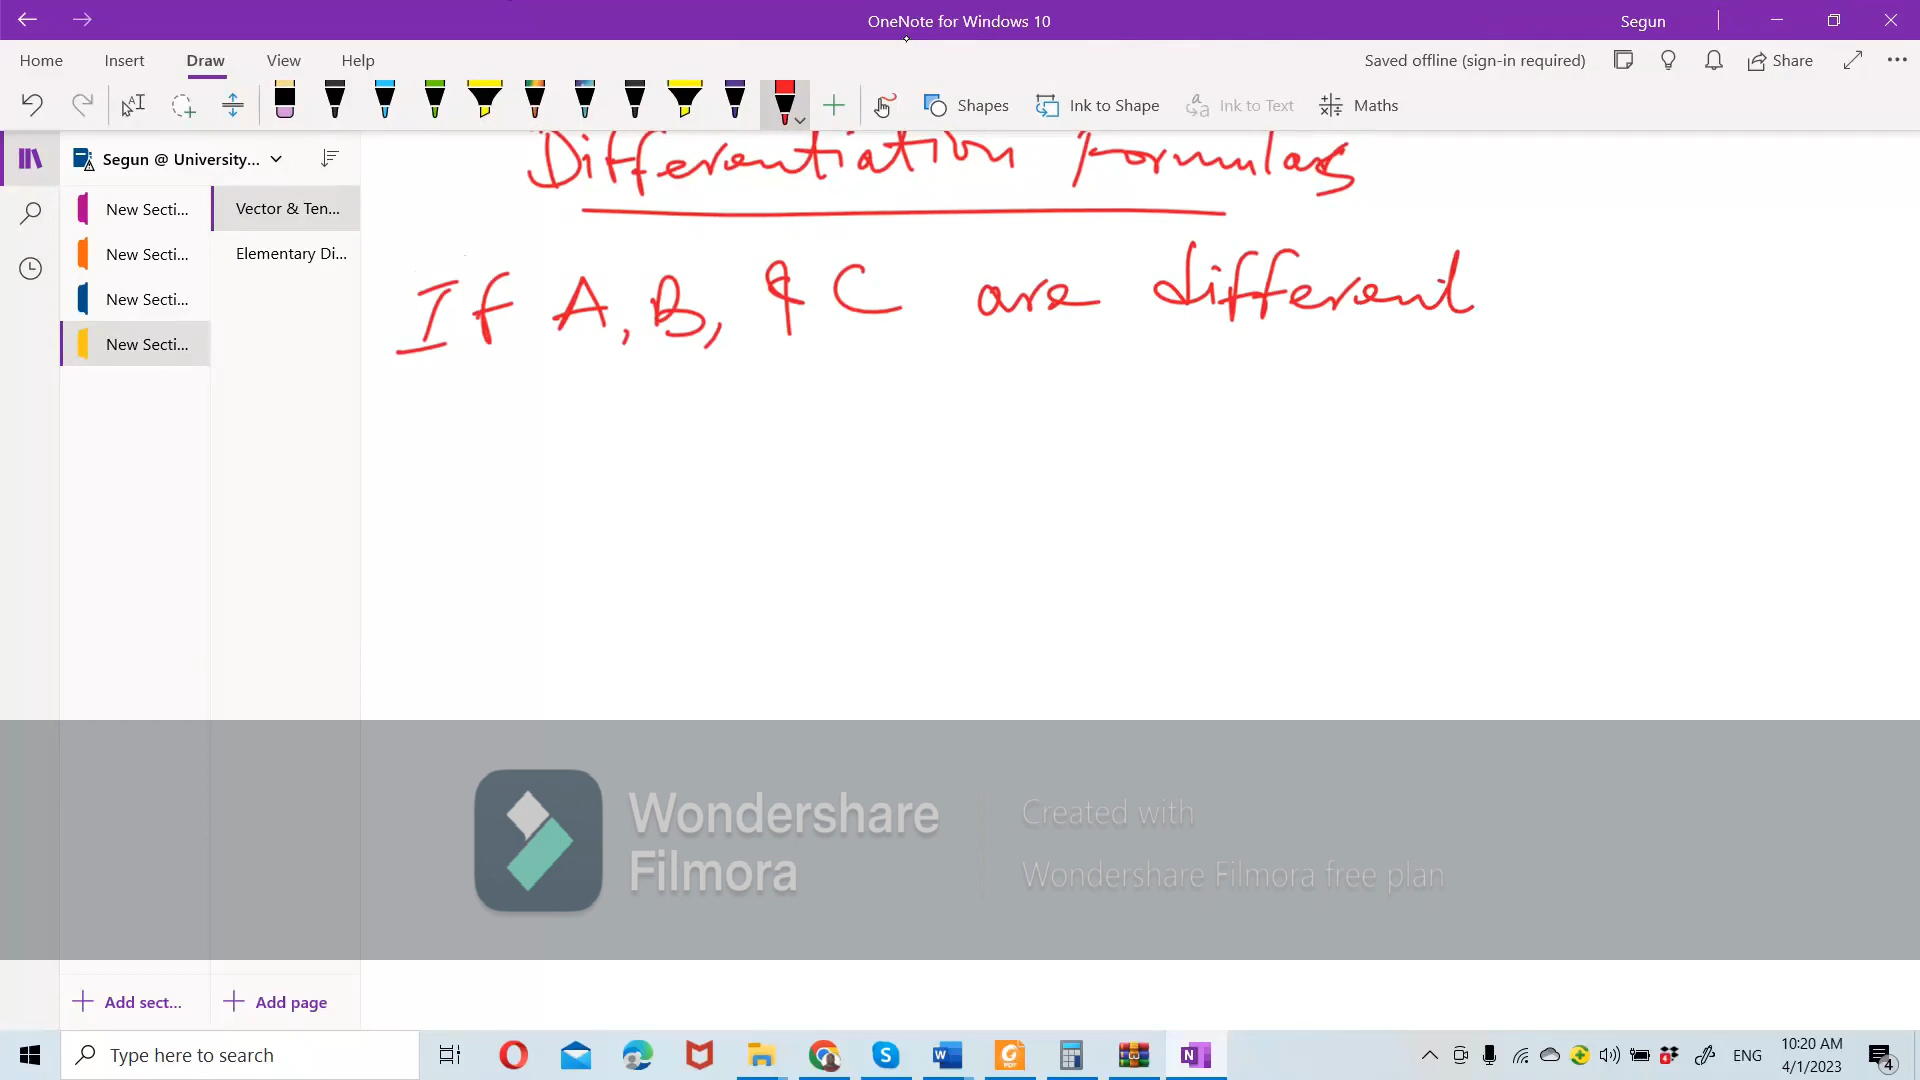 OneNote for Windows 10
Segun
Home
Insert
Draw
View
Help
Saved offline (sign-in required)
Share
Shapes
Ink to Shape
Ink to Text
Maths
Segun @ University...
New Secti...
New Secti...
New Secti...
New Secti...
Vector & Ten...
Elementary Di...
Differentiation Formulas
If A, B, & C are different
Wondershare
Filmora
Created with
Wondershare Filmora free plan
Add sect...
Add page
Type here to search
ENG
10:20 AM
4/1/2023
4